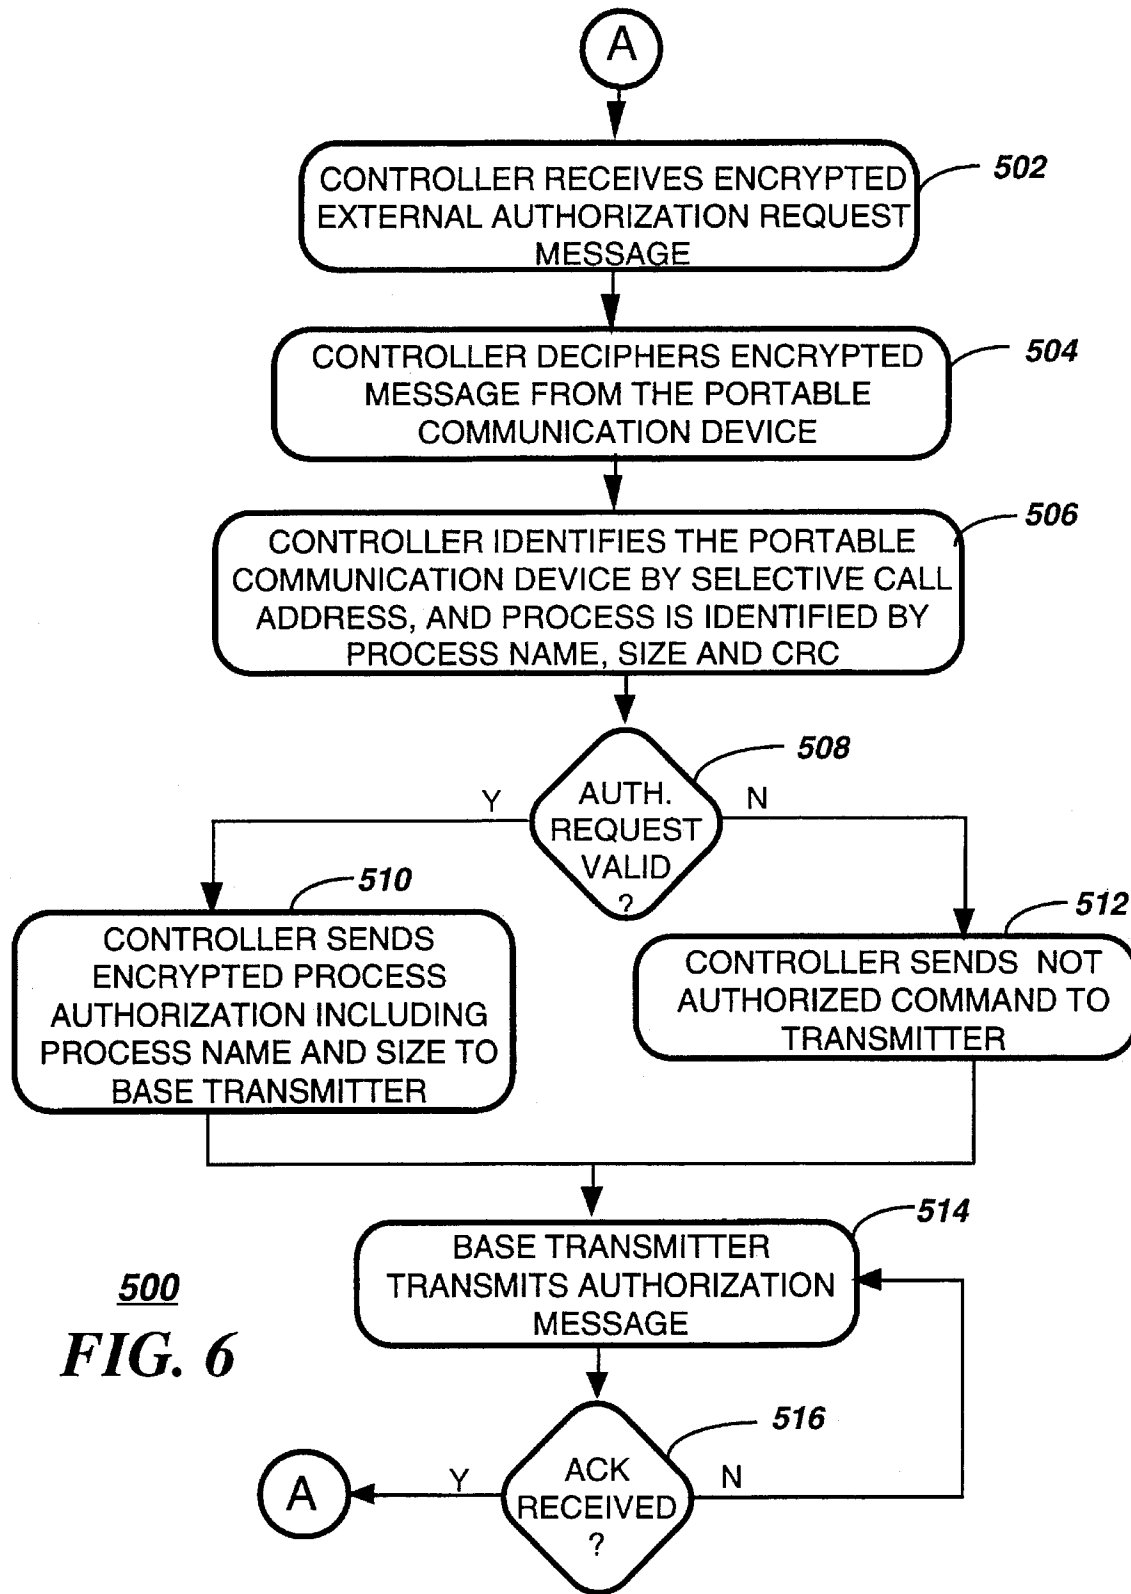 A
CONTROLLER RECEIVES ENCRYPTED
EXTERNAL AUTHORIZATION REQUEST
MESSAGE
502
CONTROLLER DECIPHERS ENCRYPTED
MESSAGE FROM THE PORTABLE
COMMUNICATION DEVICE
504
CONTROLLER IDENTIFIES THE PORTABLE
COMMUNICATION DEVICE BY SELECTIVE CALL
ADDRESS, AND PROCESS IS IDENTIFIED BY
PROCESS NAME, SIZE AND CRC
506
AUTH.
REQUEST
VALID
?
508
Y
N
510
CONTROLLER SENDS
ENCRYPTED PROCESS
AUTHORIZATION INCLUDING
PROCESS NAME AND SIZE TO
BASE TRANSMITTER
512
CONTROLLER SENDS NOT
AUTHORIZED COMMAND TO
TRANSMITTER
514
BASE TRANSMITTER
TRANSMITS AUTHORIZATION
MESSAGE
500
FIG. 6
516
ACK
RECEIVED
?
Y
N
A